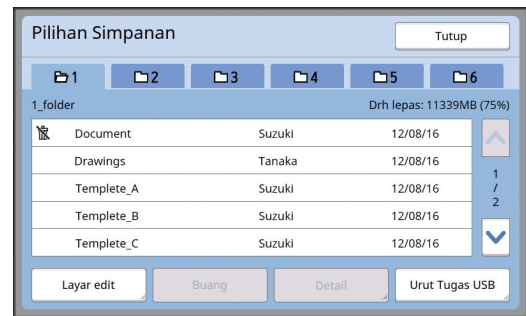 Pilihan Simpanan
Tutup
1 2 3 4 5 6
1_folder Drh lepas: 11339MB (75%)
Document Suzuki 12/08/16
Drawings Tanaka 12/08/16
Templete_A Suzuki 12/08/16
Templete_B Suzuki 12/08/16
Templete_C Suzuki 12/08/16
1
/
2
Layar edit Buang Detail Urut Tugas USB